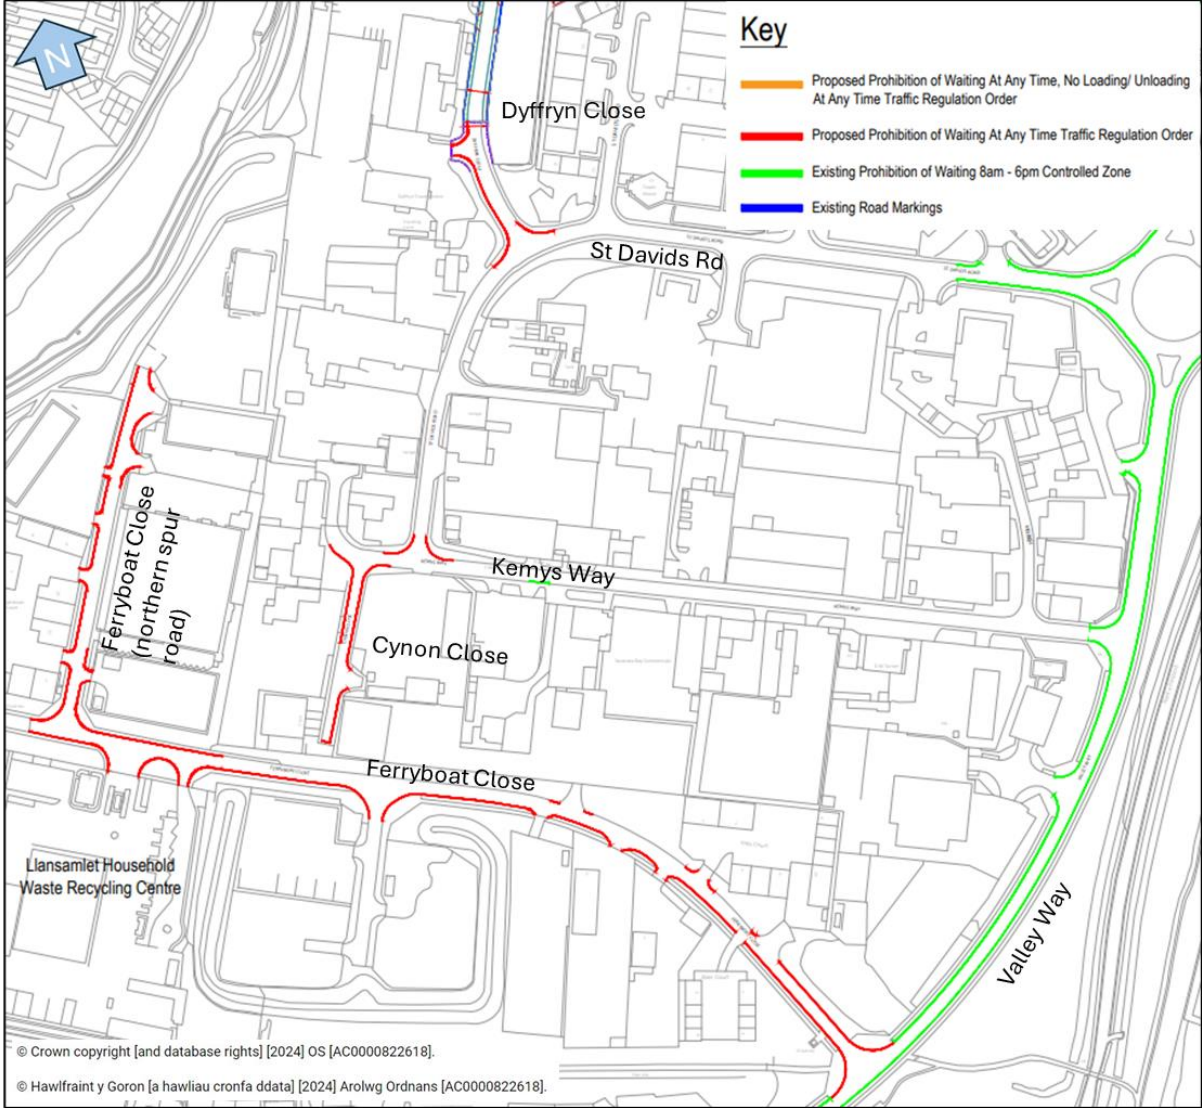 N
Key
Proposed Prohibition of Waiting At Any Time, No Loading/ Unloading
At Any Time Traffic Regulation Order
Proposed Prohibition of Waiting At Any Time Traffic Regulation Order
Existing Prohibition of Waiting 8am - 6pm Controlled Zone
Existing Road Markings
Dyffryn Close
St Davids Rd
Ferryboat Close
(northern spur
road)
Kemys Way
Cynon Close
Ferryboat Close
Llansamlet Household
Waste Recycling Centre
Valley Way
© Crown copyright [and database rights] [2024] OS [AC0000822618].
© Hawlfraint y Goron [a hawliau cronfa ddata] [2024] Arolwg Ordnans [AC0000822618].